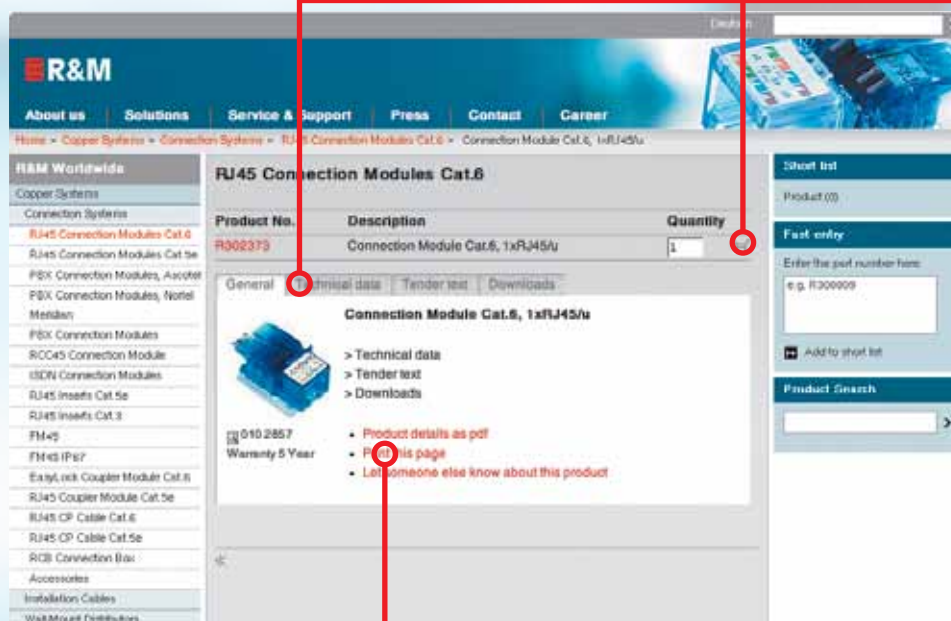 Deutsch
R&M
About us Solutions Service & Support Press Contact Career
Home » Copper Systems » Connection Systems » RJ45 Connection Modules Cat.6 » Connection Module Cat.6, 1xRJ45/u
R&M Worldwide
Copper Systems
Connection Systems
RJ45 Connection Modules Cat.6
RJ45 Connection Modules Cat.5e
PBX Connection Modules, Ascotel
PBX Connection Modules, Nortel
Meridian
PBX Connection Modules
RCC45 Connection Module
ISDN Connection Modules
RJ45 Inserts Cat.5e
RJ45 Inserts Cat.3
FM45
FM45 IP67
EasyLock Coupler Module Cat.6
RJ45 Coupler Module Cat.5e
RJ45 CP Cable Cat.6
RJ45 CP Cable Cat.5e
RCB Connection Box
Accessories
Installation Cables
Wall-Mount Distributors
RJ45 Connection Modules Cat.6
Product No. Description Quantity
R302373 Connection Module Cat.6, 1xRJ45/u 1
General Technical data Tender text Downloads
Connection Module Cat.6, 1xRJ45/u
> Technical data
> Tender text
> Downloads
010.2857
Warranty 5 Year
• Product details as pdf
• Print this page
• Let someone else know about this product
Short list
Product (0)
Fast entry
Enter the part number here:
e.g. R300009
Add to short list
Product Search